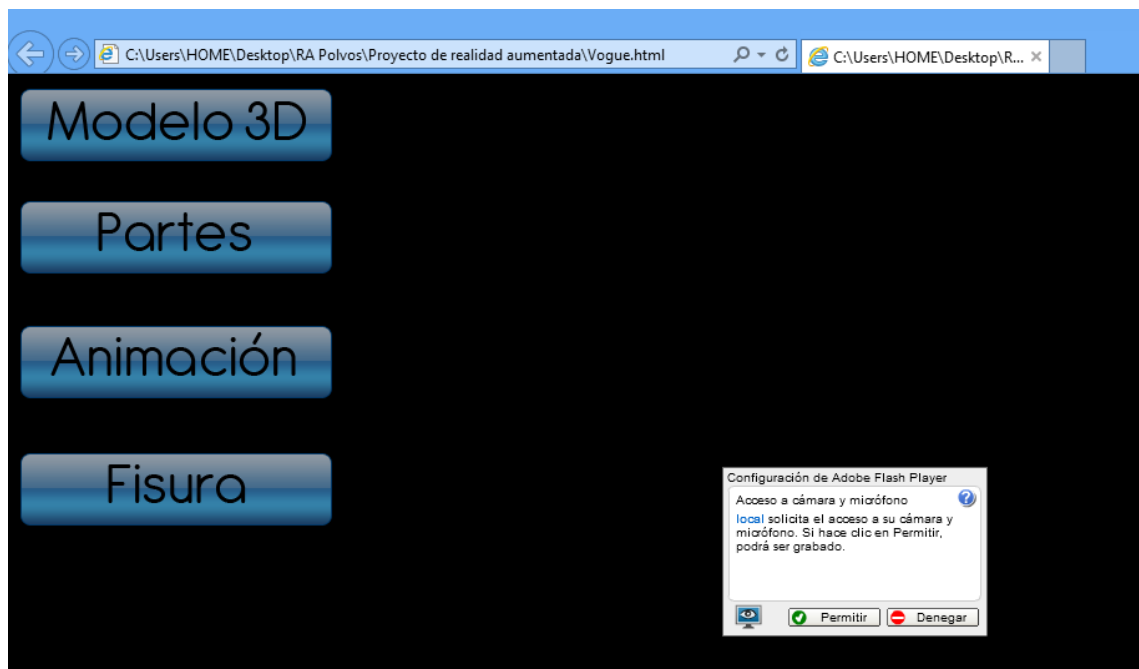 C:\Users\HOME\Desktop\RA Polvos\Proyecto de realidad aumentada\Vogue.html
C:\Users\HOME\Desktop\R...
Modelo 3D
Partes
Animación
Fisura
Configuración de Adobe Flash Player
Acceso a cámara y micrófono
local solicita el acceso a su cámara y
micrófono. Si hace clic en Permitir,
podrá ser grabado.
Permitir Denegar